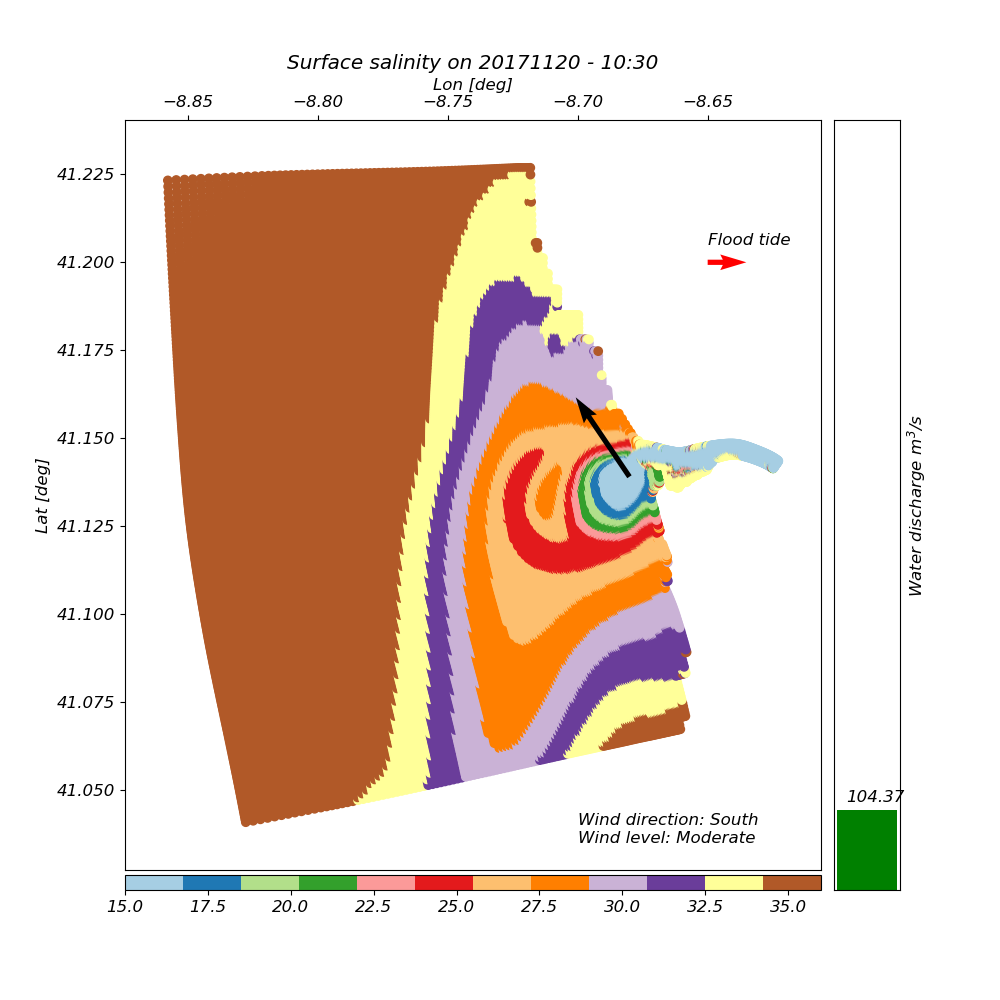 Surface salinity on 20171120 - 10:30
Lon [deg]
−8.85 −8.80 −8.75 −8.70 −8.65
41.225
41.200
41.175
41.150
41.125
41.100
41.075
41.050
Lat [deg]
Flood tide
Wind direction: South
Wind level: Moderate
15.0 17.5 20.0 22.5 25.0 27.5 30.0 32.5 35.0
104.37
Water discharge m³/s